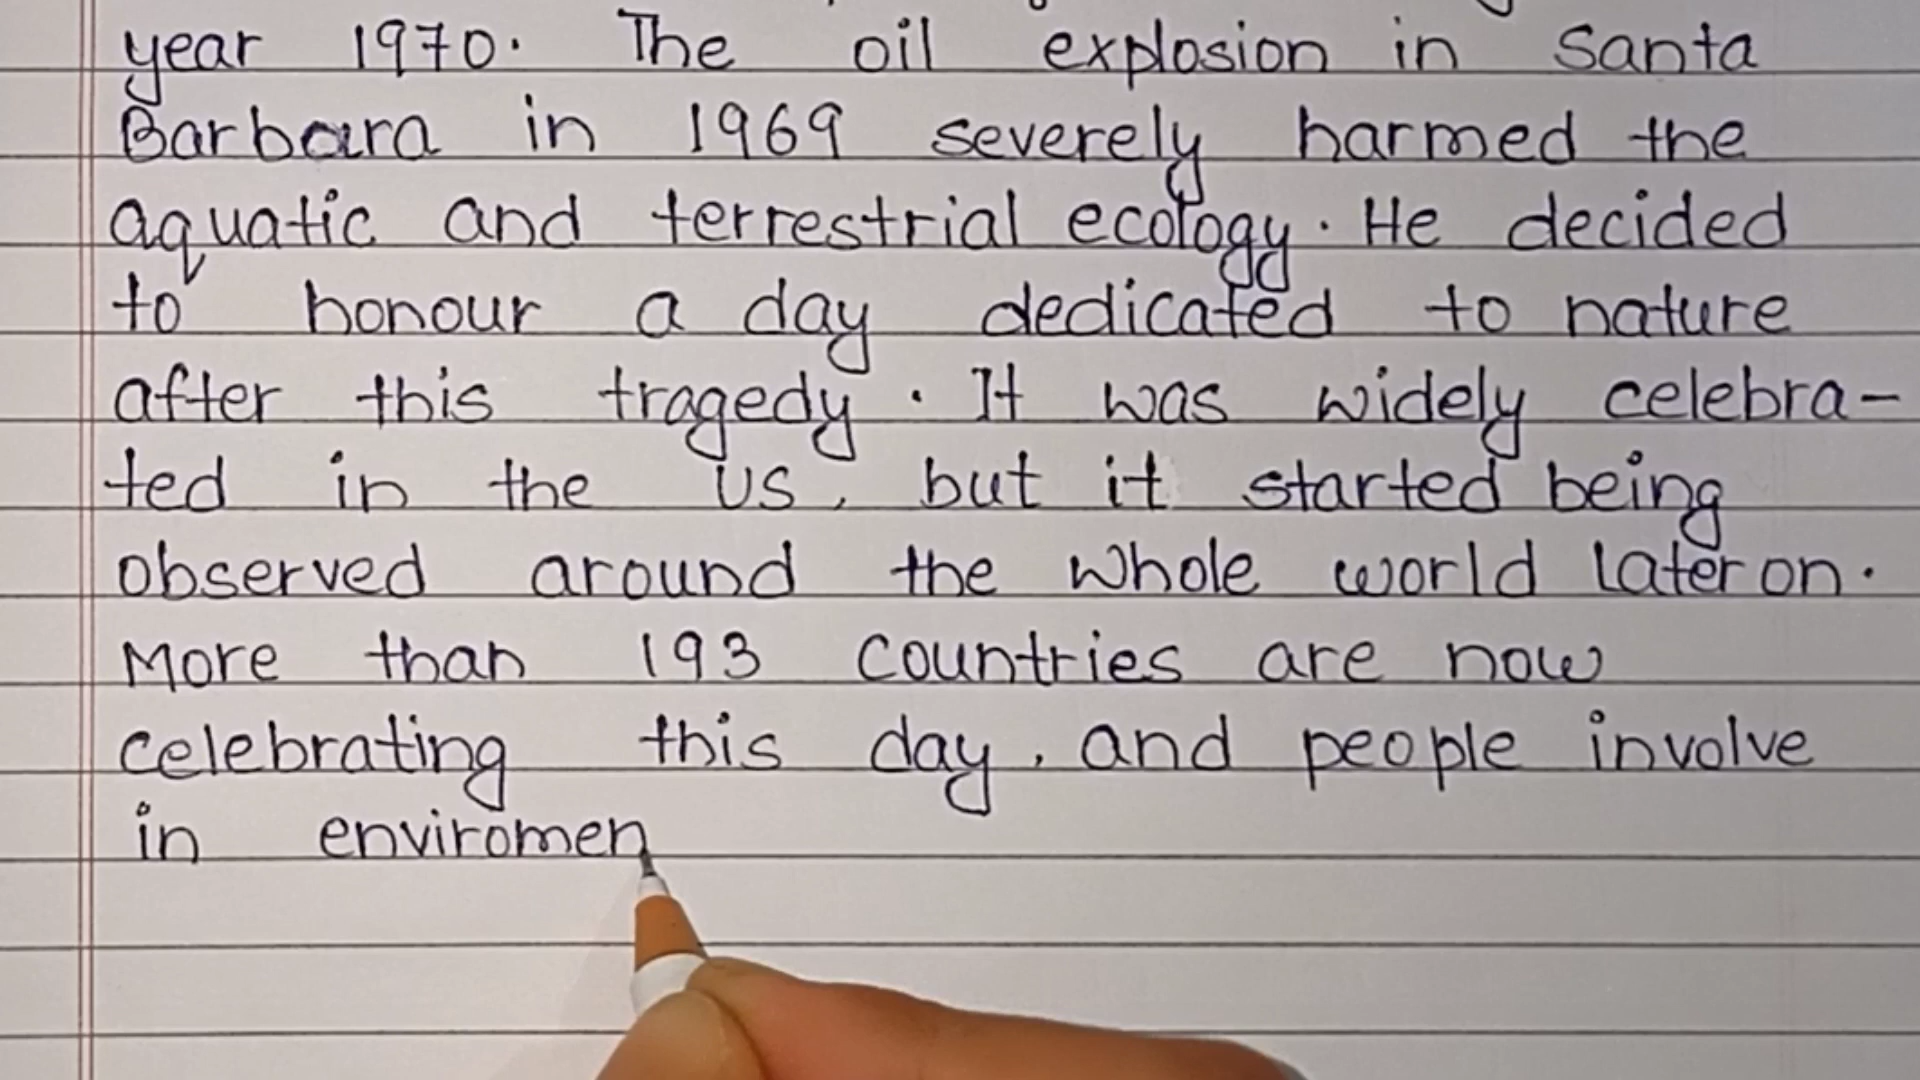 year 1970. The oil explosion in Santa
Barbara in 1969 severely harmed the
aquatic and terrestrial ecology. He decided
to honour a day dedicated to nature
after this tragedy. It was widely celebra-
ted in the US, but it started being
observed around the whole world later on.
More than 193 countries are now
celebrating this day, and people involve
in enviromen